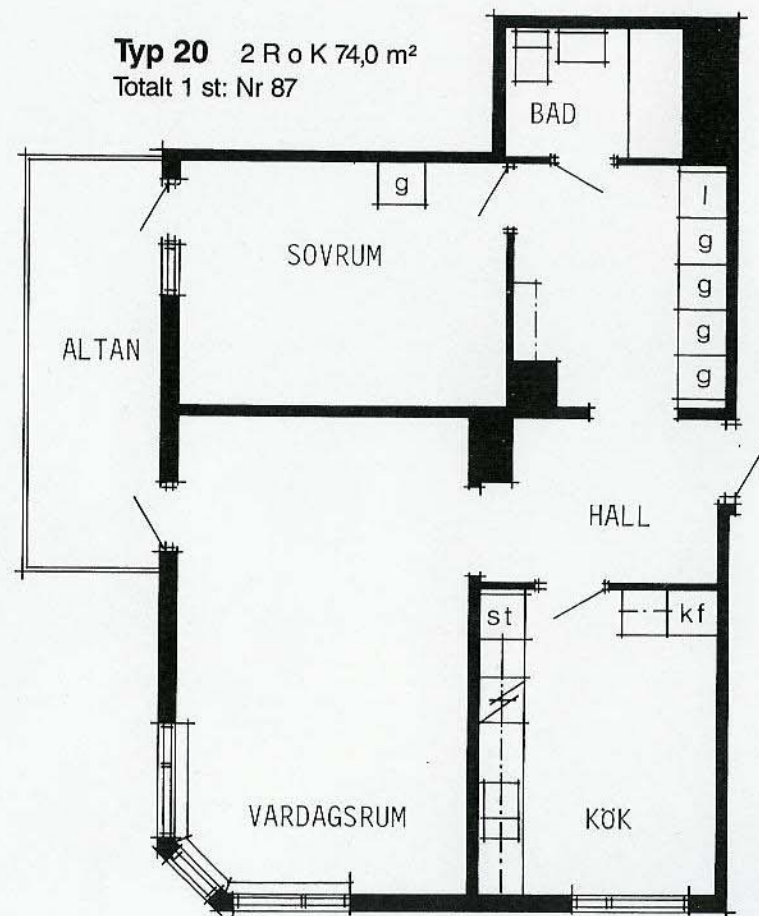 Typ 20 2 R o K 74,0 m²
Totalt 1 st: Nr 87
BAD
l
g
g
SOVRUM
g
g
ALTAN
g
HALL
st
kf
VARDAGSRUM
KÖK